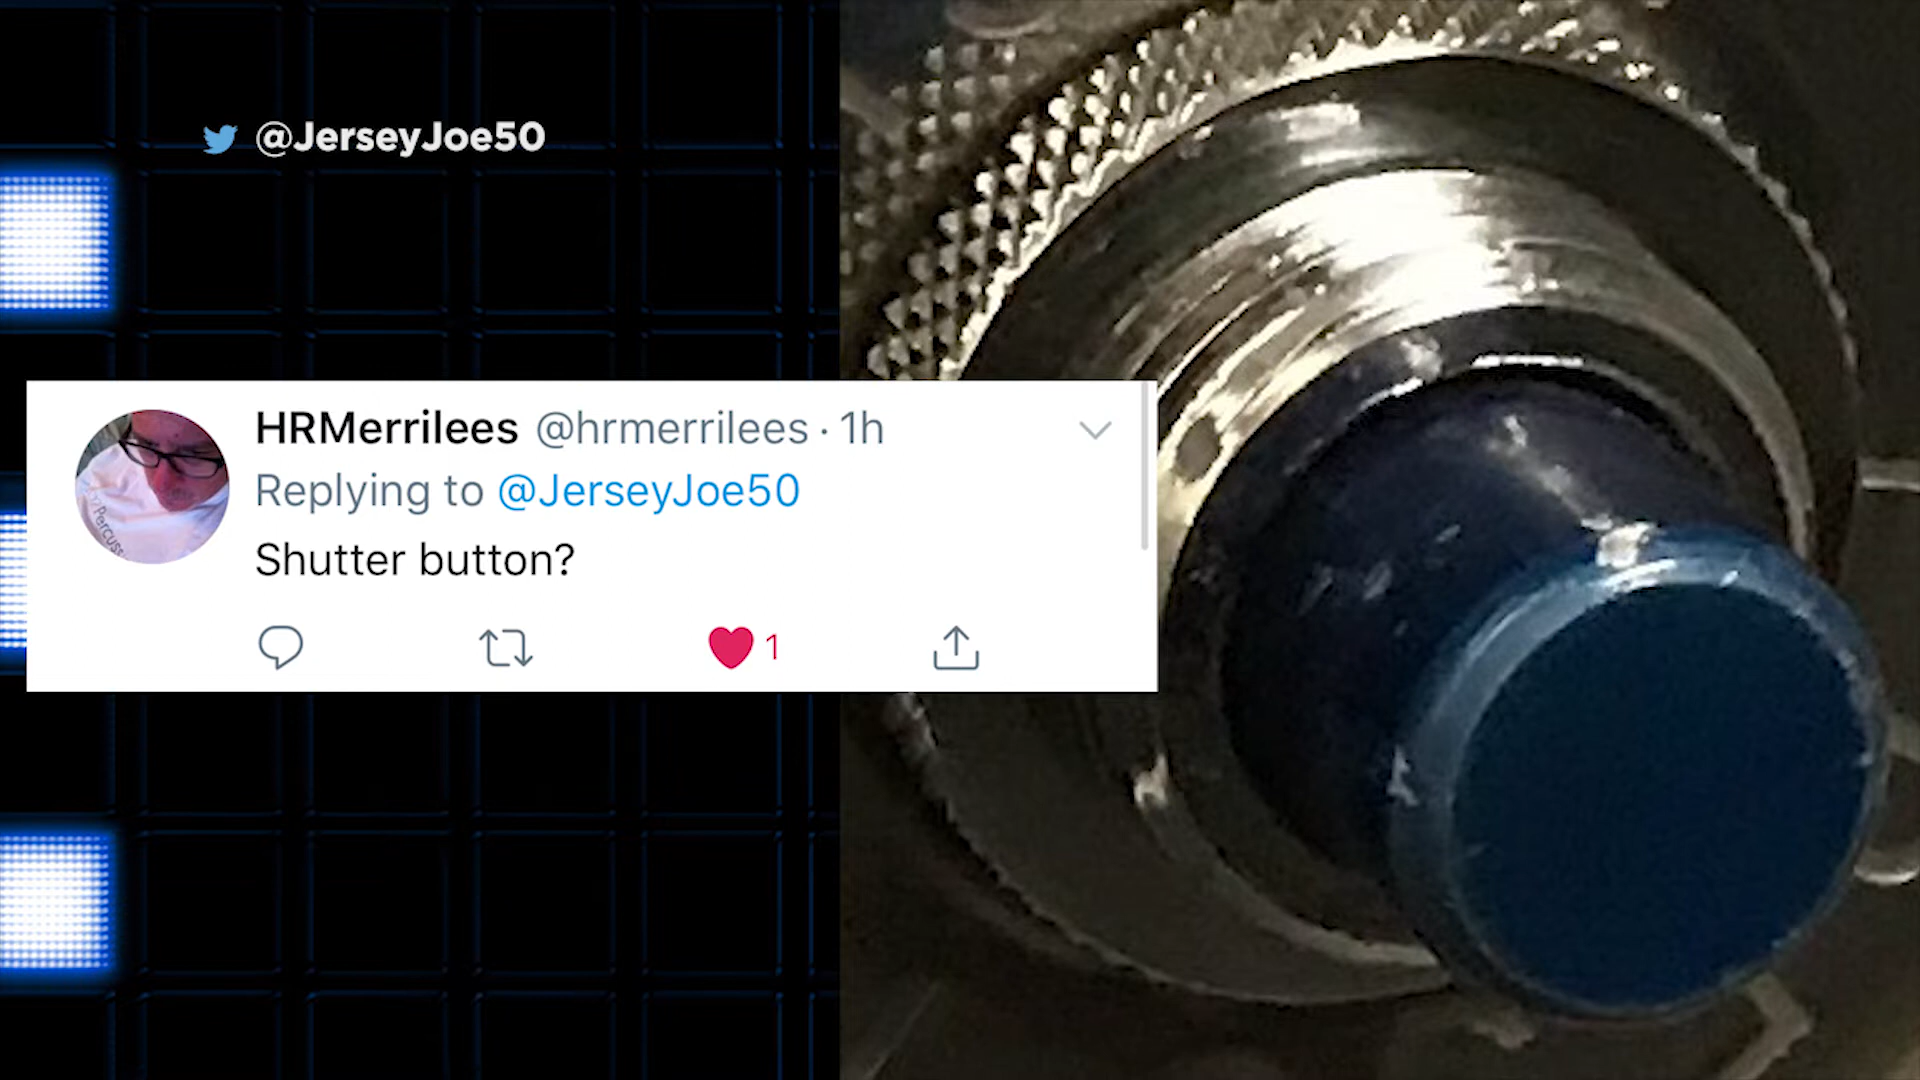 @JerseyJoe50
HRMerrilees @hrmerrilees · 1h
Replying to @JerseyJoe50
Shutter button?
1